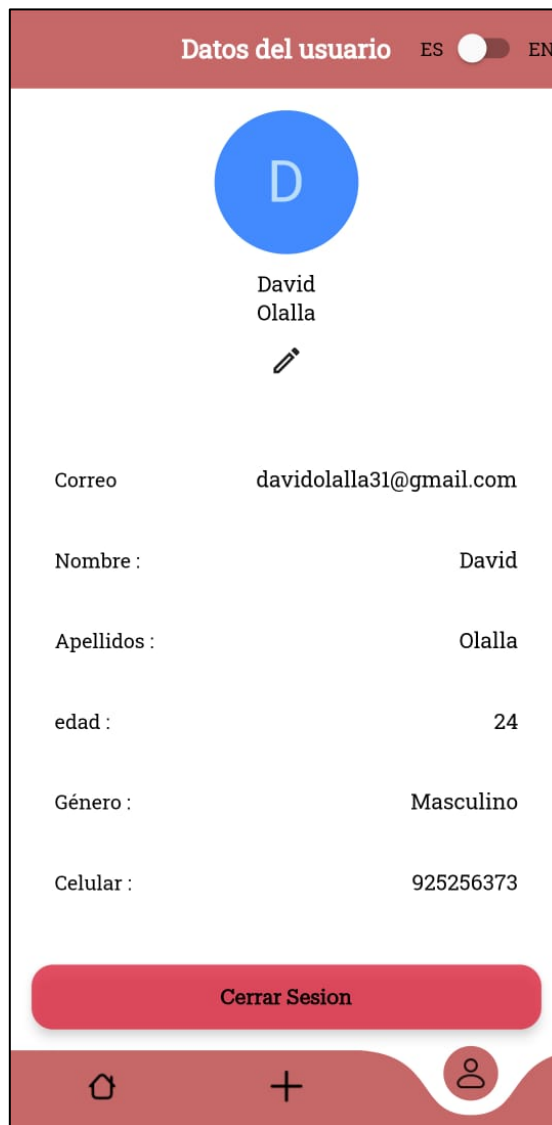 Datos del usuario ES EN
D
David
Olalla
Correo davidolalla31@gmail.com
Nombre : David
Apellidos : Olalla
edad : 24
Género : Masculino
Celular : 925256373
Cerrar Sesion